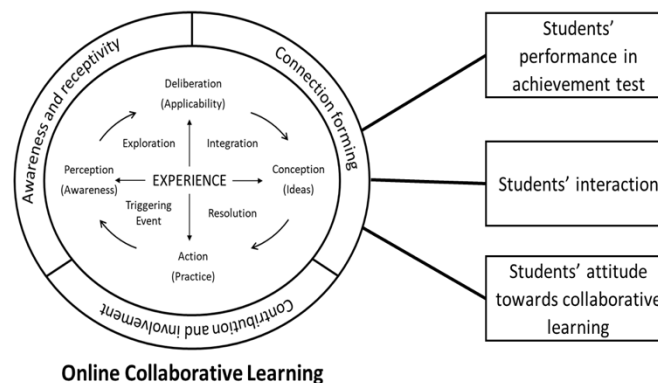 Awareness and receptivity
Connection forming
Contribution and involvement
Deliberation
(Applicability)
Exploration
Integration
Perception
(Awareness)
EXPERIENCE
Conception
(Ideas)
Triggering
Event
Resolution
Action
(Practice)
Online Collaborative Learning
Students'
performance in
achievement test
Students' interaction
Students' attitude
towards collaborative
learning